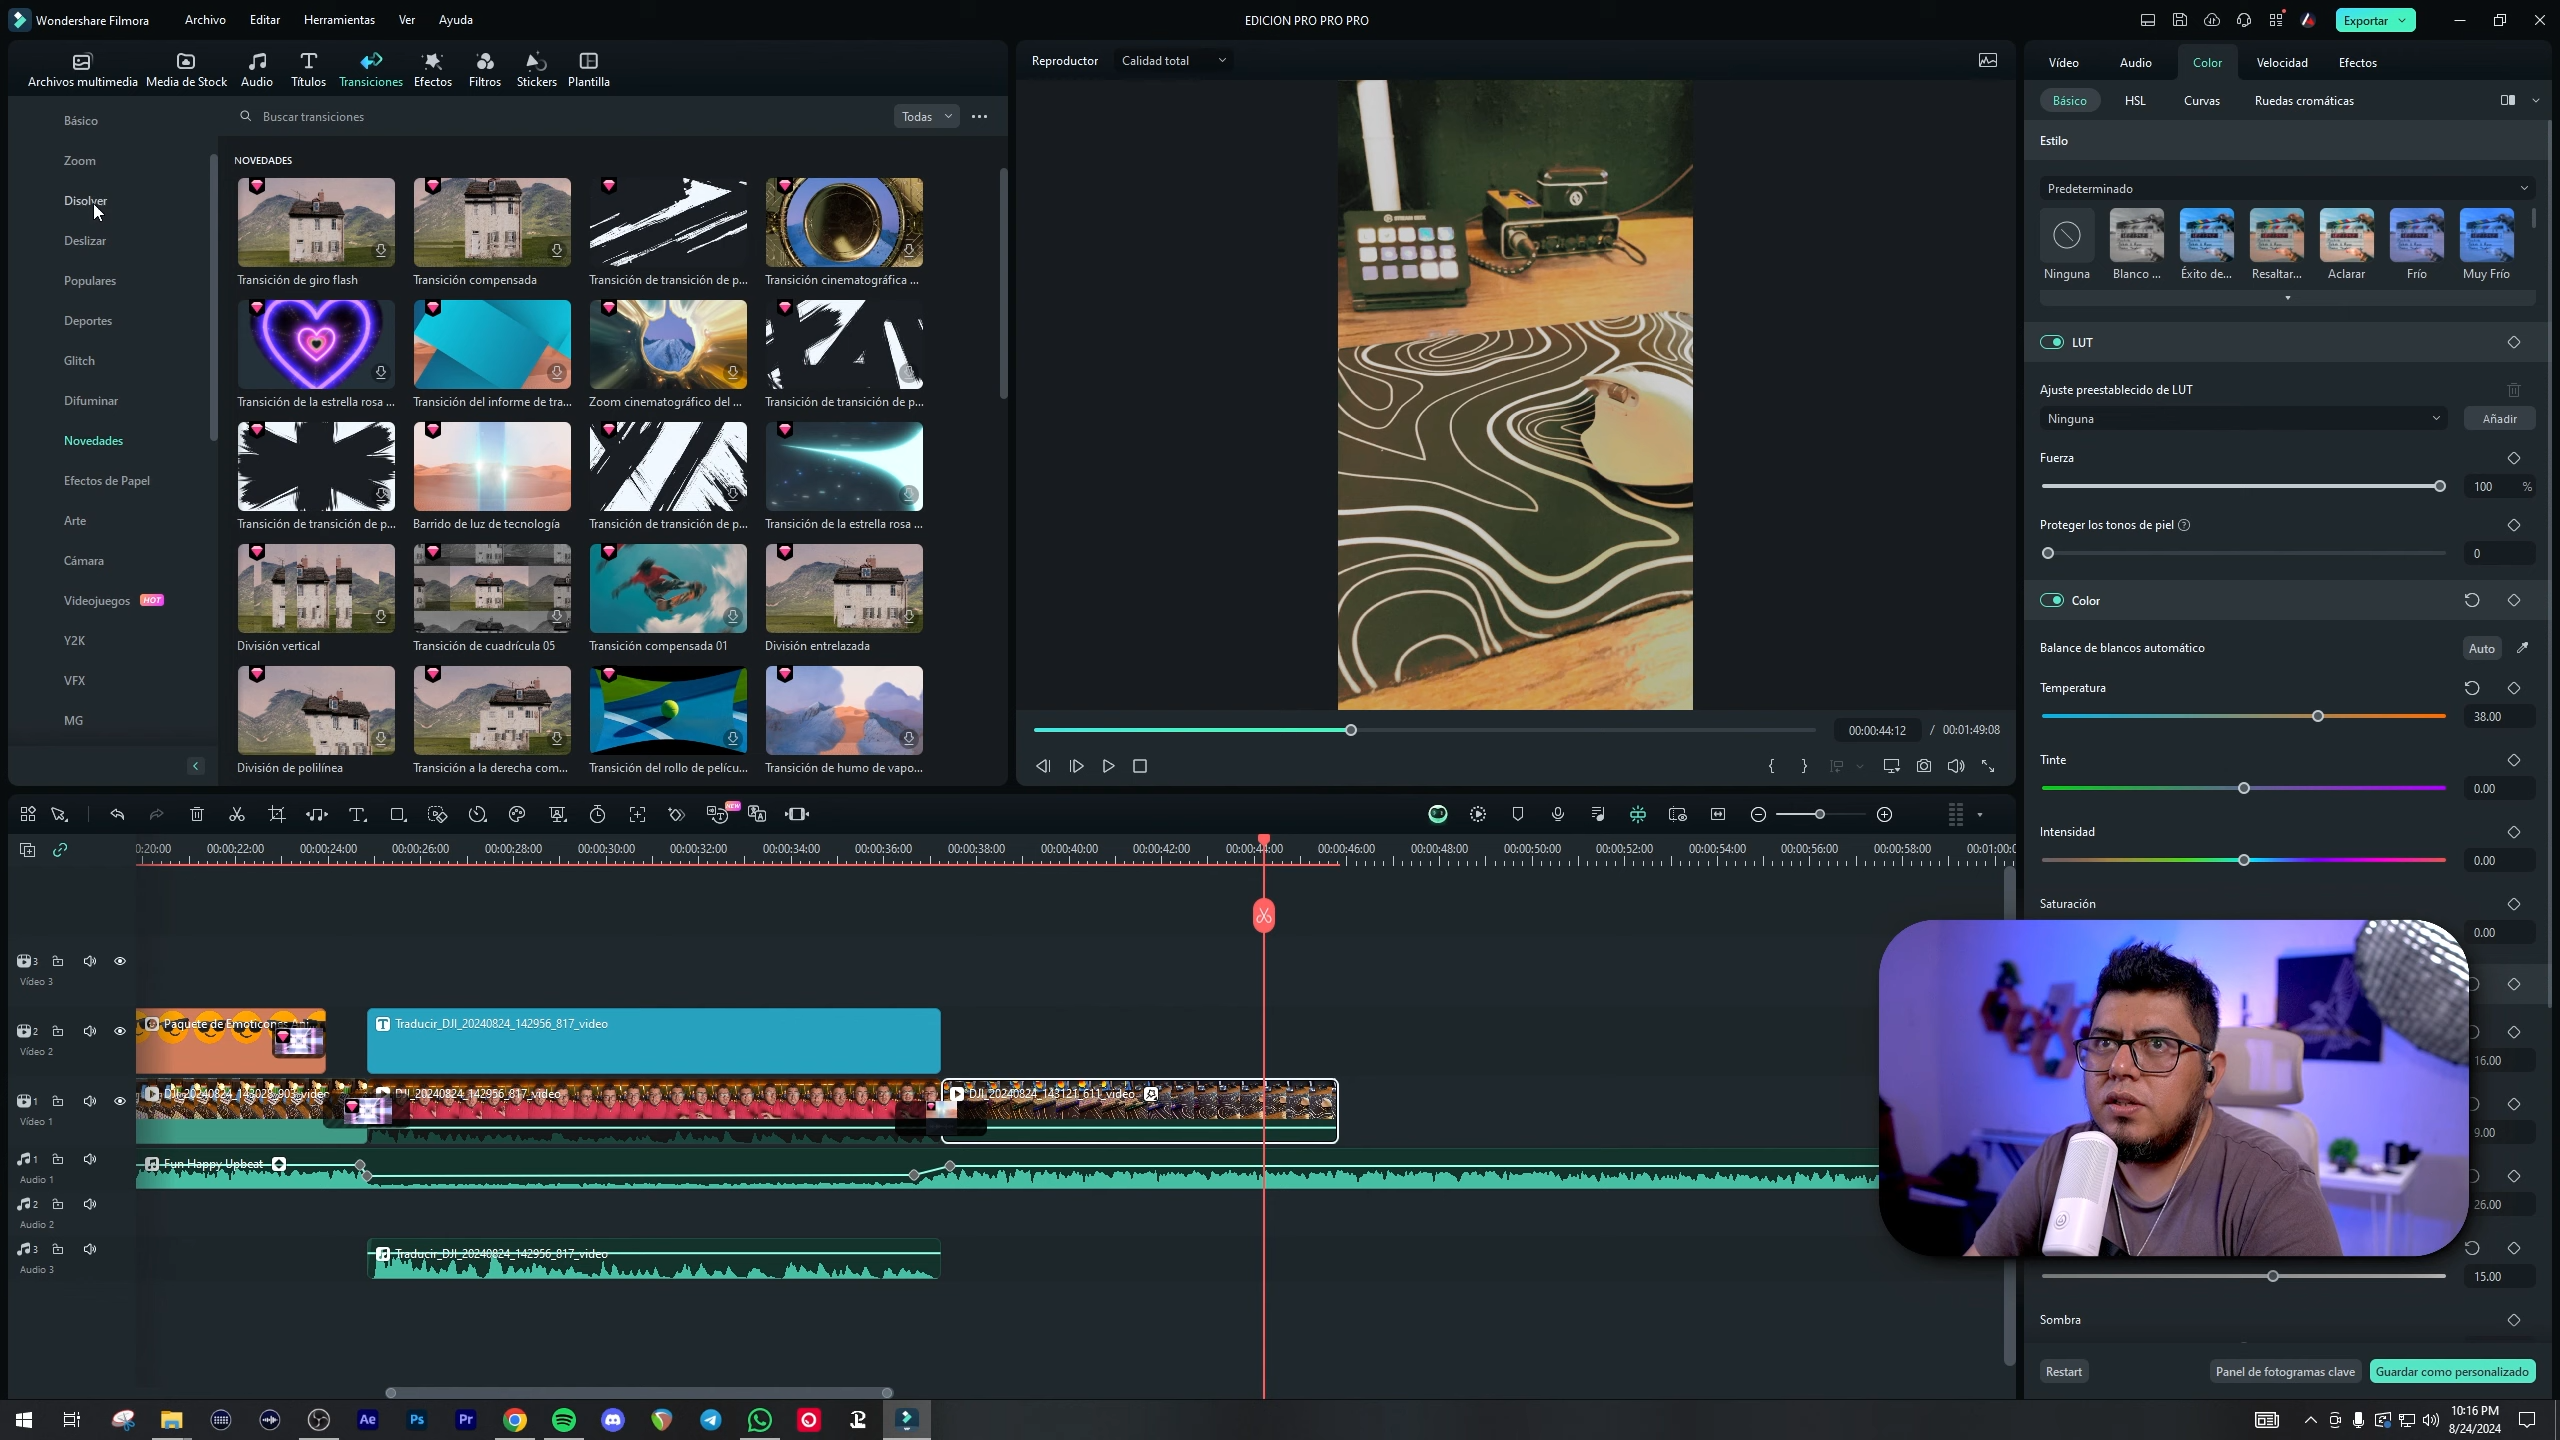 Wondershare Filmora
Archivo
Editar
Herramientas
Ver
Ayuda
EDICION PRO PRO PRO
Exportar
Archivos multimedia
Media de Stock
Audio
Títulos
Transiciones
Efectos
Filtros
Stickers
Plantilla
Básico
Zoom
Disolver
Deslizar
Populares
Deportes
Glitch
Difuminar
Novedades
Efectos de Papel
Arte
Cámara
Videojuegos HOT
Y2K
VFX
MG
Buscar transiciones
Todas
NOVEDADES
Transición de giro flash
Transición compensada
Transición de transición de p...
Transición cinematográfica ...
Transición de la estrella rosa ...
Transición del informe de tra...
Zoom cinematográfico del ...
Transición de transición de p...
Transición de transición de p...
Barrido de luz de tecnología
Transición de transición de p...
Transición de la estrella rosa ...
División vertical
Transición de cuadrícula 05
Transición compensada 01
División entrelazada
División de polilínea
Transición a la derecha com...
Transición del rollo de pelícu...
Transición de humo de vapo...
Reproductor
Calidad total
00:00:44:12 / 00:01:49:08
Vídeo
Audio
Color
Velocidad
Efectos
Básico
HSL
Curvas
Ruedas cromáticas
Estilo
Predeterminado
Ninguna
Blanco ...
Éxito de...
Resaltar...
Aclarar
Frío
Muy Frío
LUT
Ajuste preestablecido de LUT
Ninguna
Añadir
Fuerza
100 %
Proteger los tonos de piel
0
Color
Balance de blancos automático
Auto
Temperatura
38.00
Tinte
0.00
Intensidad
0.00
Saturación
0.00
16.00
9.00
26.00
15.00
Sombra
Restart
Panel de fotogramas clave
Guardar como personalizado
NEW
0:20:00
00:00:22:00
00:00:24:00
00:00:26:00
00:00:28:00
00:00:30:00
00:00:32:00
00:00:34:00
00:00:36:00
00:00:38:00
00:00:40:00
00:00:42:00
00:00:44:00
00:00:46:00
00:00:48:00
00:00:50:00
00:00:52:00
00:00:54:00
00:00:56:00
00:00:58:00
00:01:00:0
3
Vídeo 3
2
Vídeo 2
Paquete de Emoticones Ani...
Traducir_DJI_20240824_142956_817_video
1
Vídeo 1
DJI_20240824_143028_903_video
DJI_20240824_142956_817_video
DJI_20240824_143121_611_video
1
Audio 1
Fun Happy Upbeat
2
Audio 2
3
Audio 3
Traducir_DJI_20240824_142956_817_video
Ae
Ps
Pr
10:16 PM
8/24/2024